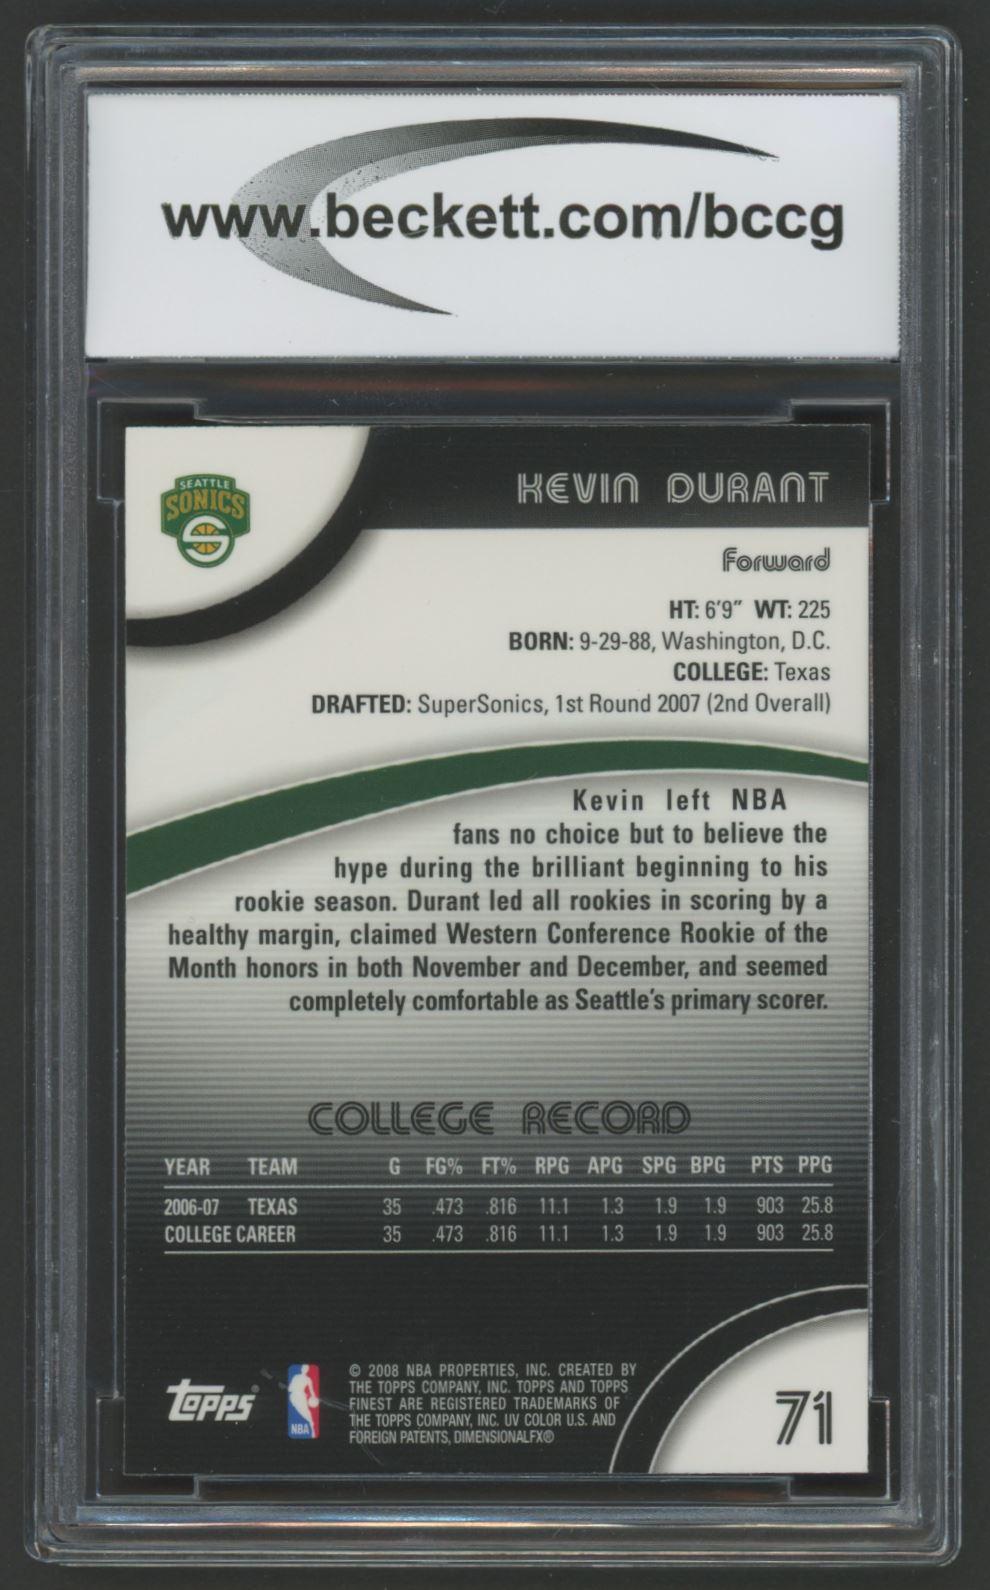 www.beckett.com/bccg
SEATTLE
SONICS
S
KEVIN DURANT
Forward
HT: 6'9" WT: 225
BORN: 9-29-88, Washington, D.C.
COLLEGE: Texas
DRAFTED: SuperSonics, 1st Round 2007 (2nd Overall)
Kevin left NBA
fans no choice but to believe the
hype during the brilliant beginning to his
rookie season. Durant led all rookies in scoring by a
healthy margin, claimed Western Conference Rookie of the
Month honors in both November and December, and seemed
completely comfortable as Seattle's primary scorer.
COLLEGE RECORD
YEAR TEAM G FG% FT% RPG APG SPG BPG PTS PPG
2006-07 TEXAS 35 .473 .816 11.1 1.3 1.9 1.9 903 25.8
COLLEGE CAREER 35 .473 .816 11.1 1.3 1.9 1.9 903 25.8
topps®
NBA
© 2008 NBA PROPERTIES, INC. CREATED BY
THE TOPPS COMPANY, INC. TOPPS AND TOPPS
FINEST ARE REGISTERED TRADEMARKS OF
THE TOPPS COMPANY, INC. UV COLOR U.S. AND
FOREIGN PATENTS, DIMENSIONALFX®
71